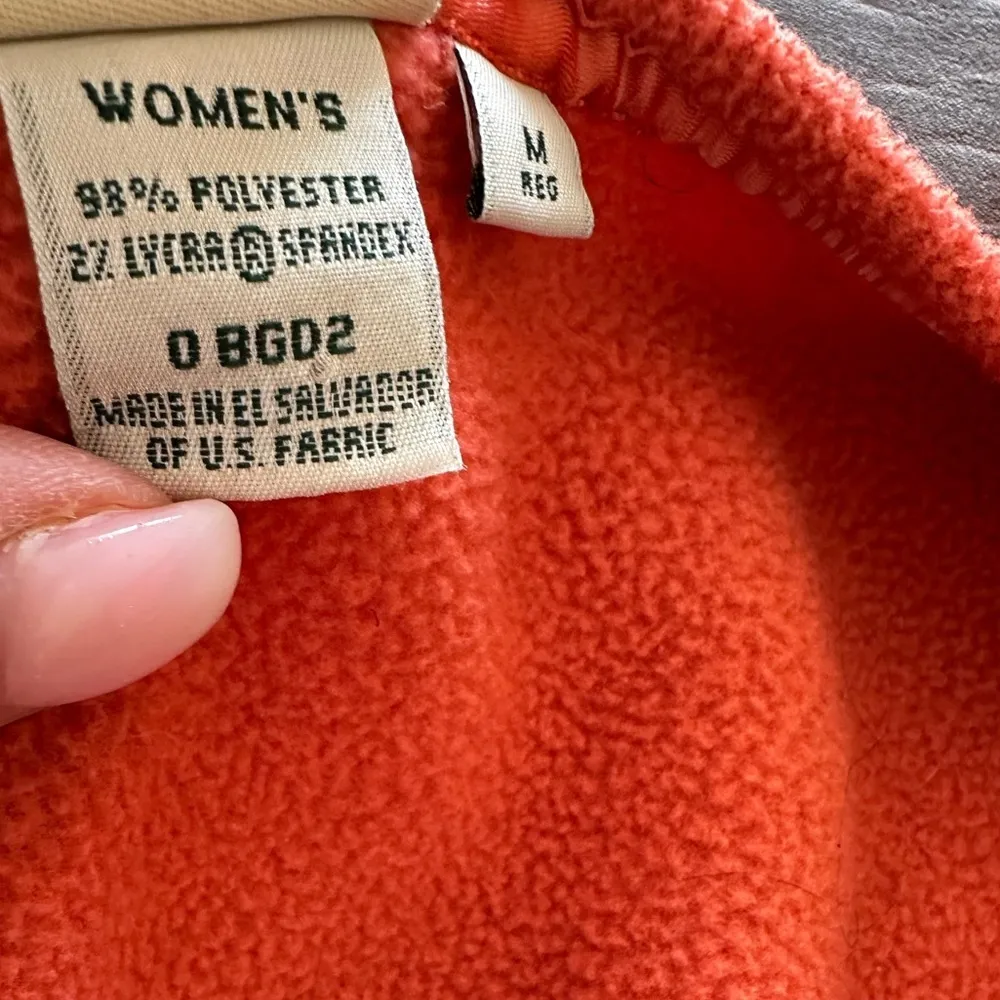 WOMEN'S
98% POLYESTER
2% LYCRA® SPANDEX
0 BGD2
MADE IN EL SALVADOR
OF U.S. FABRIC
M
REG